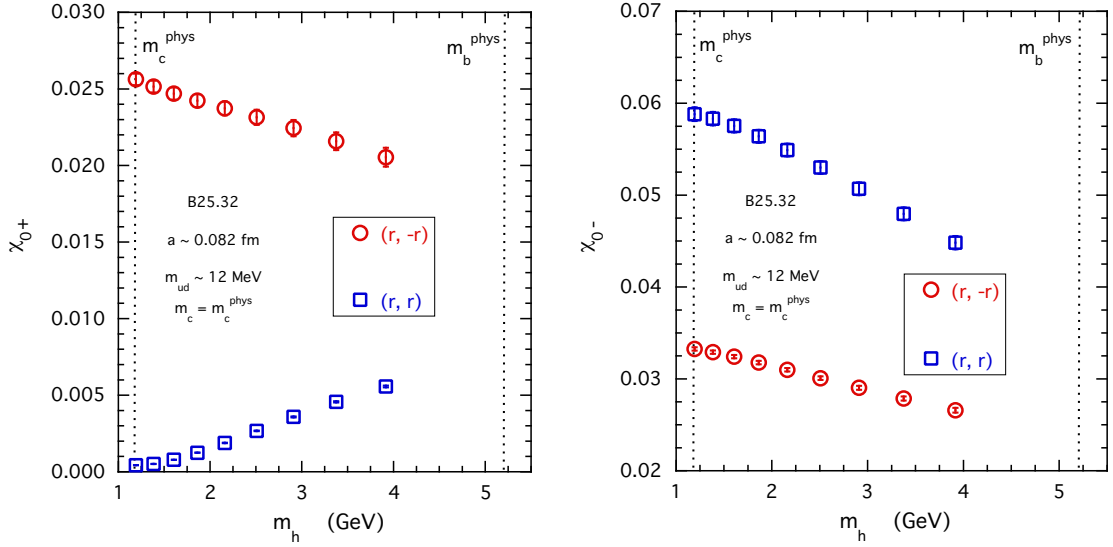 0.030
0.025
0.020
0.015
0.010
0.005
0.000
χ0+
m_c^phys
m_b^phys
B25.32
a ~ 0.082 fm
m_ud ~ 12 MeV
m_c = m_c^phys
(r, -r)
(r, r)
1 2 3 4 5
m_h (GeV)
0.07
0.06
0.05
0.04
0.03
0.02
χ0-
m_c^phys
m_b^phys
B25.32
a ~ 0.082 fm
m_ud ~ 12 MeV
m_c = m_c^phys
(r, -r)
(r, r)
1 2 3 4 5
m_h (GeV)